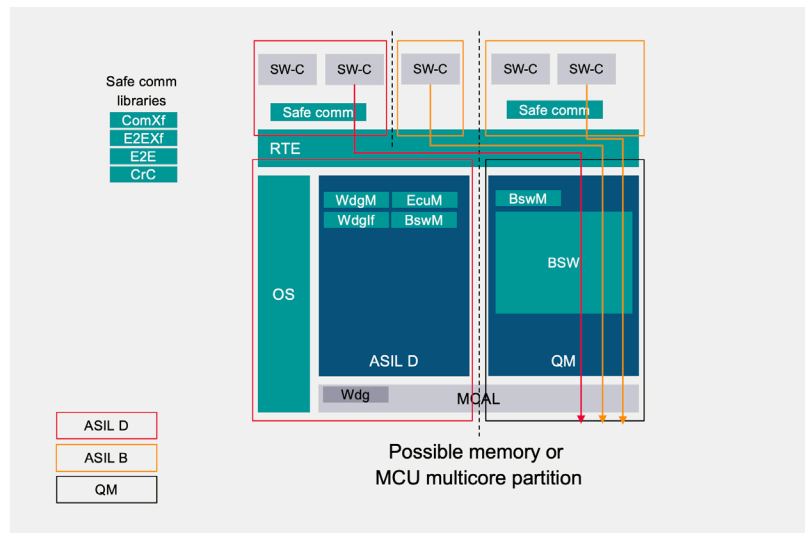 SW-C
SW-C
SW-C
SW-C
SW-C
Safe comm
libraries
ComXf
E2EXf
E2E
CrC
Safe comm
Safe comm
RTE
WdgM
EcuM
WdgIf
BswM
BswM
BSW
OS
ASIL D
QM
Wdg
MCAL
ASIL D
ASIL B
QM
Possible memory or
MCU multicore partition